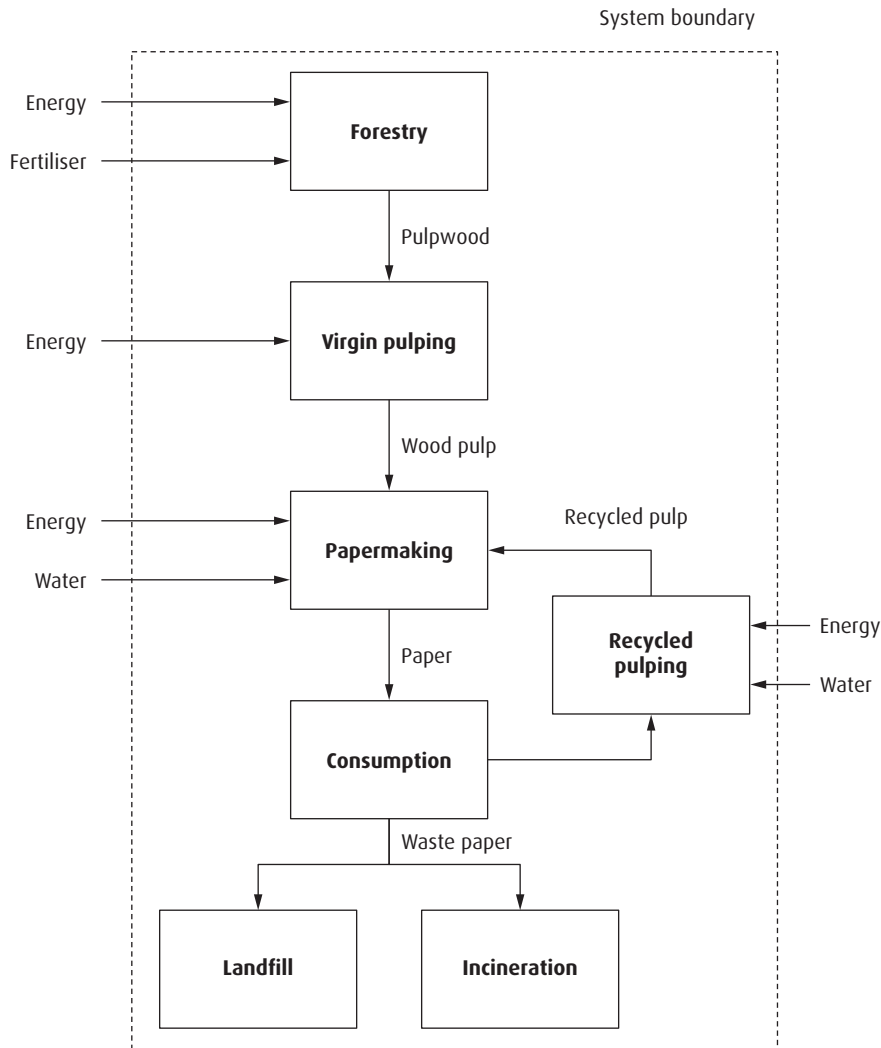 System boundary
Energy
Forestry
Fertiliser
Pulpwood
Energy
Virgin pulping
Wood pulp
Energy
Recycled pulp
Papermaking
Water
Energy
Recycled
pulping
Paper
Water
Consumption
Waste paper
Landfill
Incineration